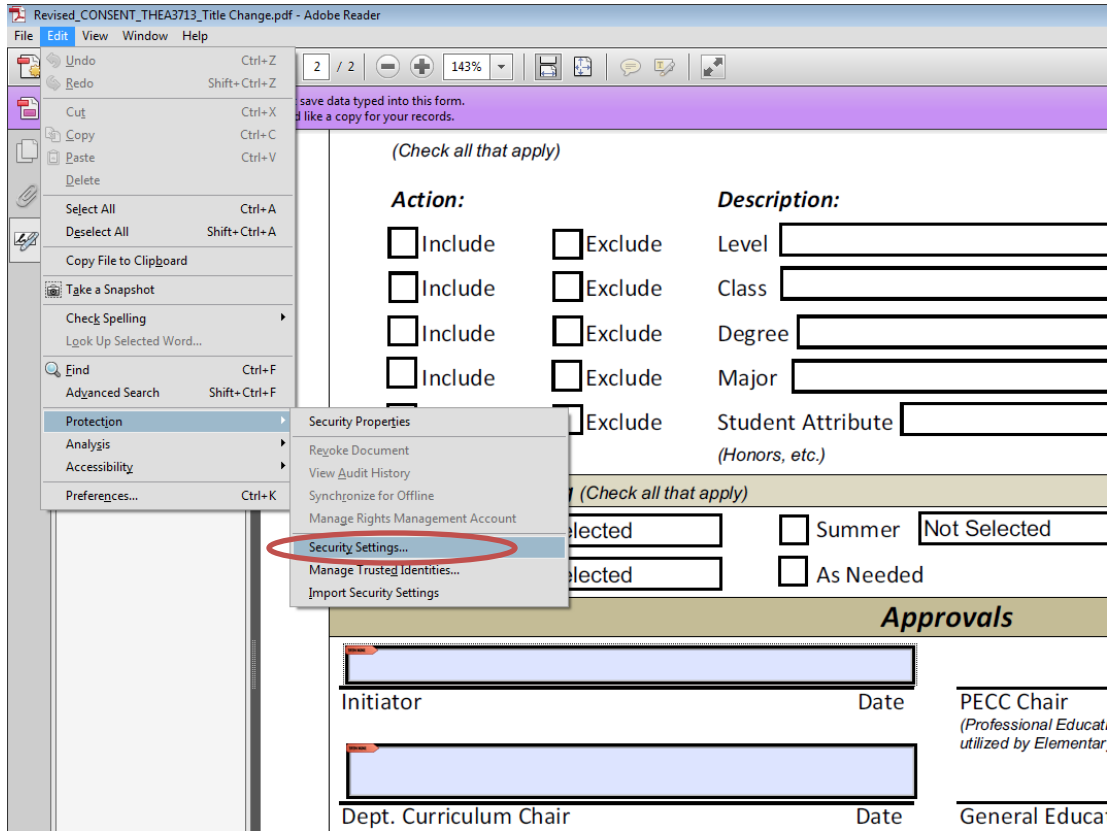 Revised_CONSENT_THEA3713_Title Change.pdf - Adobe Reader
File Edit View Window Help
2 / 2 143%
Undo Ctrl+Z
Redo Shift+Ctrl+Z
Cut Ctrl+X
Copy Ctrl+C
Paste Ctrl+V
Delete
Select All Ctrl+A
Deselect All Shift+Ctrl+A
Copy File to Clipboard
Take a Snapshot
Check Spelling
Look Up Selected Word...
Find Ctrl+F
Advanced Search Shift+Ctrl+F
Protection
Analysis
Accessibility
Preferences... Ctrl+K
Security Properties
Revoke Document
View Audit History
Synchronize for Offline
Manage Rights Management Account
Security Settings...
Manage Trusted Identities...
Import Security Settings
save data typed into this form.
d like a copy for your records.
(Check all that apply)
Action: Description:
Include Exclude Level
Include Exclude Class
Include Exclude Degree
Include Exclude Major
Exclude Student Attribute
(Honors, etc.)
(Check all that apply)
elected Summer Not Selected
elected As Needed
Approvals
Initiator Date PECC Chair
(Professional Educati
utilized by Elementar
Dept. Curriculum Chair Date General Educa